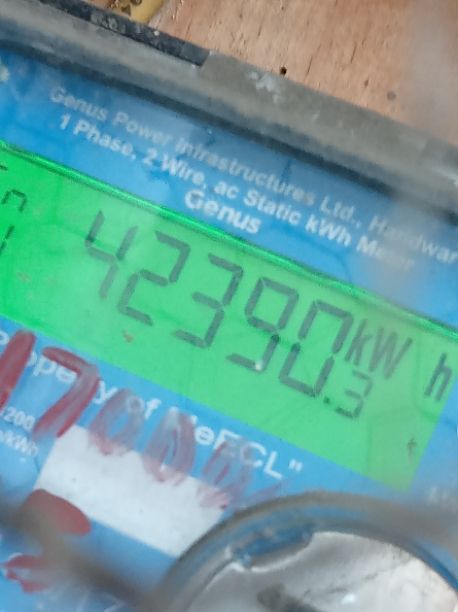 Genus Power Infrastructures Ltd., Haridwar
1 Phase, 2 Wire, ac Static kWh Meter
Genus
42390.3 kWh
Property of MeECL"